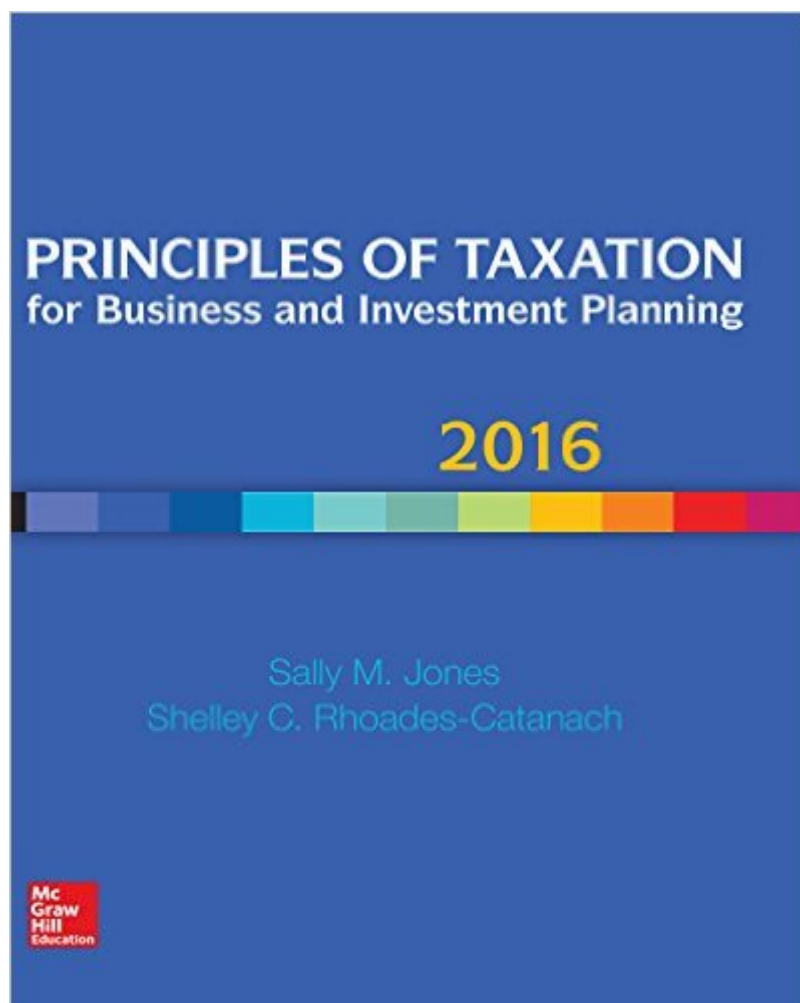 PRINCIPLES OF TAXATION
for Business and Investment Planning
2016
Sally M. Jones
Shelley C. Rhoades-Catanach
Mc
Graw
Hill
Education